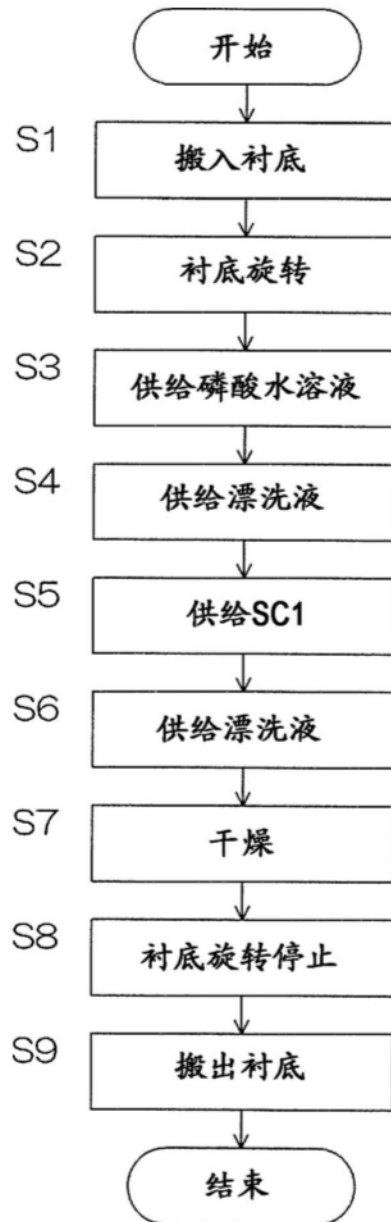 开始
S1
搬入衬底
S2
衬底旋转
S3
供给磷酸水溶液
S4
供给漂洗液
S5
供给SC1
S6
供给漂洗液
S7
干燥
S8
衬底旋转停止
S9
搬出衬底
结束